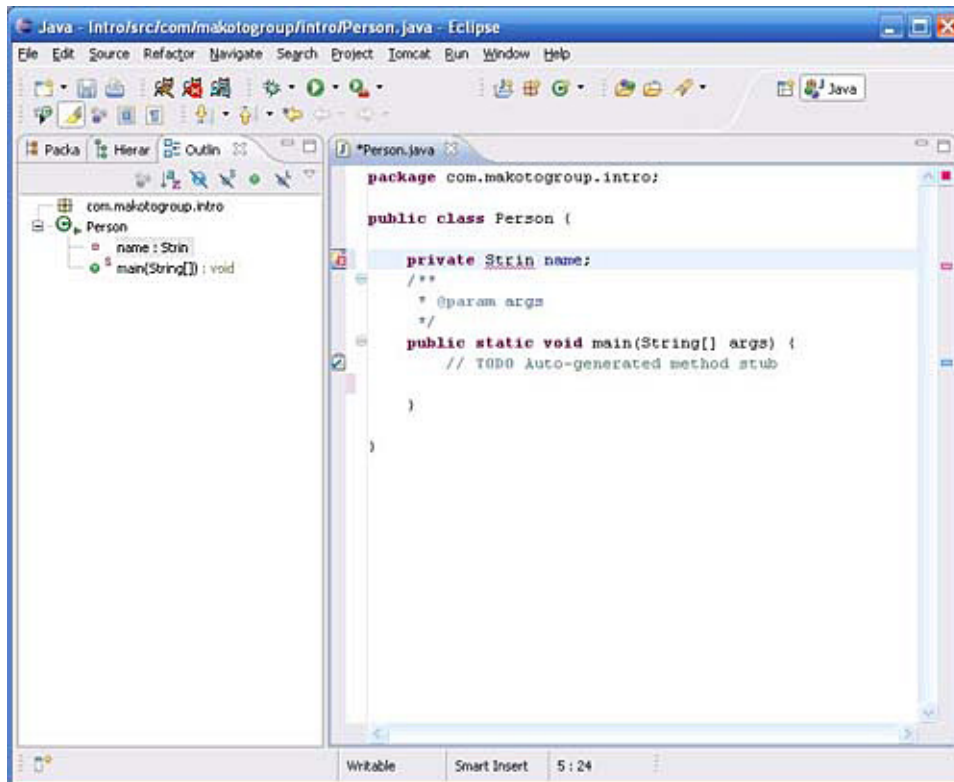 Java - Intro/src/com/makotogroup/intro/Person.java - Eclipse
File Edit Source Refactor Navigate Search Project Tomcat Run Window Help
Java
Packa Hierar Outlin
*Person.java
com.makotogroup.intro
Person
name : Strin
main(String[]) : void
package com.makotogroup.intro;
public class Person {
private Strin name;
/**
* @param args
*/
public static void main(String[] args) {
// TODO Auto-generated method stub
}
}
Writable Smart Insert 5 : 24